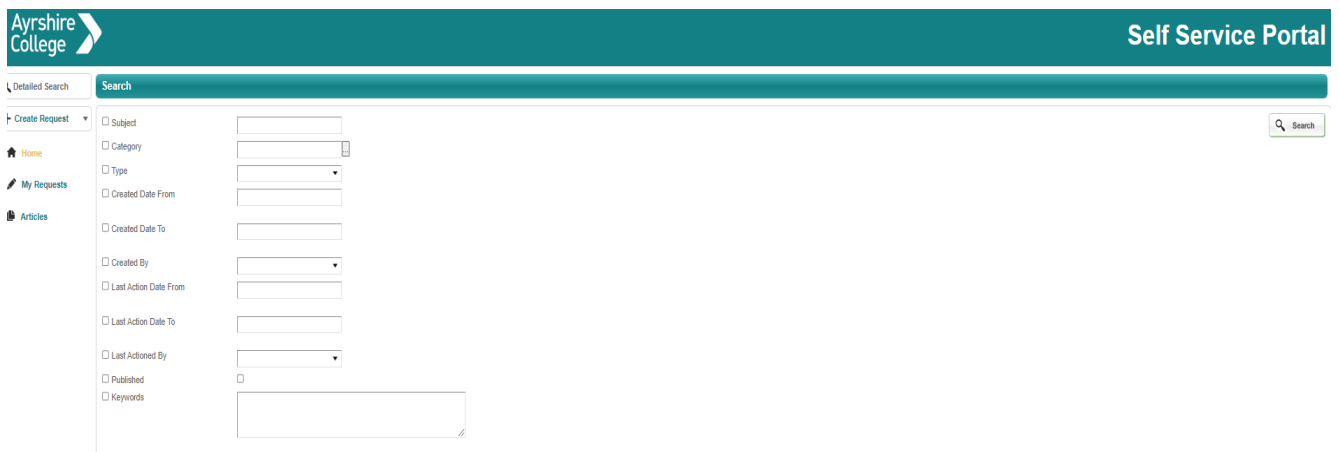 Ayrshire
College
Self Service Portal
Detailed Search
Create Request
Home
My Requests
Articles
Search
Subject
Category
...
Type
Created Date From
Created Date To
Created By
Last Action Date From
Last Action Date To
Last Actioned By
Published
Keywords
Search